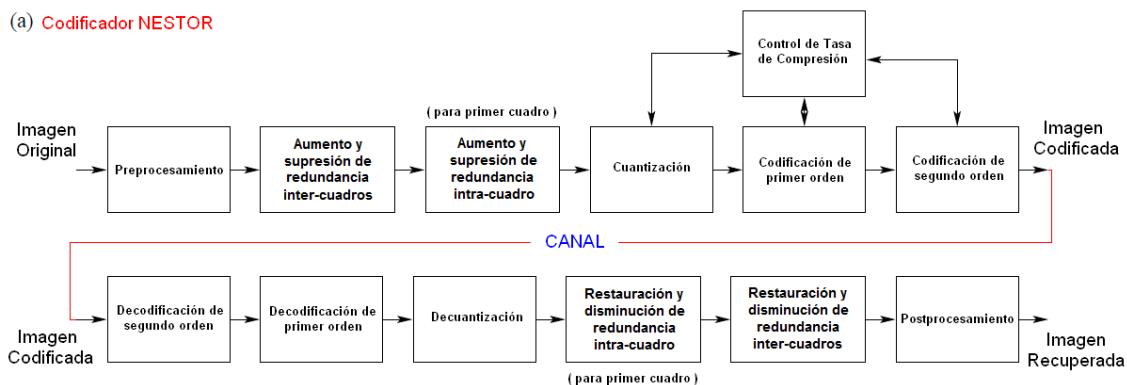 (a) Codificador NESTOR
Control de Tasa
de Compresión
( para primer cuadro )
Imagen
Original
Preprocesamiento
Aumento y
supresión de
redundancia
inter-cuadros
Aumento y
supresión de
redundancia
intra-cuadro
Cuantización
Codificación de
primer orden
Codificación de
segundo orden
Imagen
Codificada
CANAL
Imagen
Codificada
Decodificación de
segundo orden
Decodificación de
primer orden
Decuantización
Restauración y
disminución de
redundancia
intra-cuadro
( para primer cuadro )
Restauración y
disminución de
redundancia
inter-cuadros
Postprocesamiento
Imagen
Recuperada